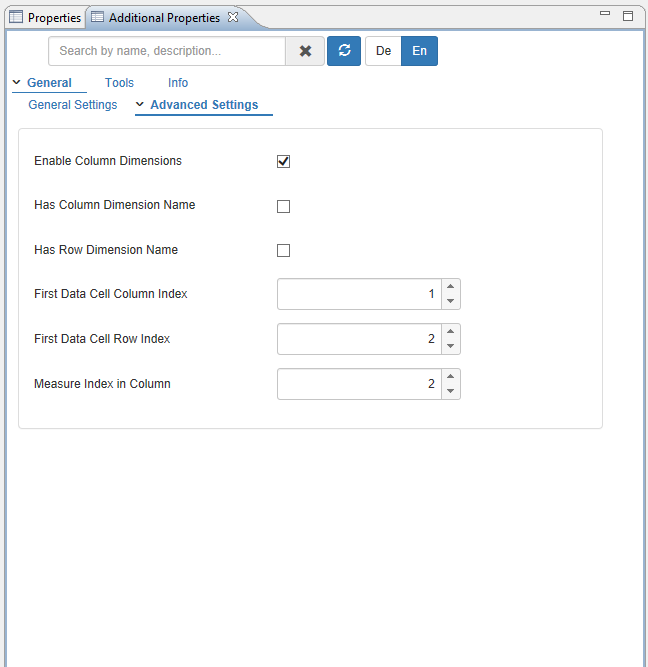 Properties Additional Properties
Search by name, description... De En
General Tools Info
General Settings Advanced Settings
Enable Column Dimensions
Has Column Dimension Name
Has Row Dimension Name
First Data Cell Column Index 1
First Data Cell Row Index 2
Measure Index in Column 2